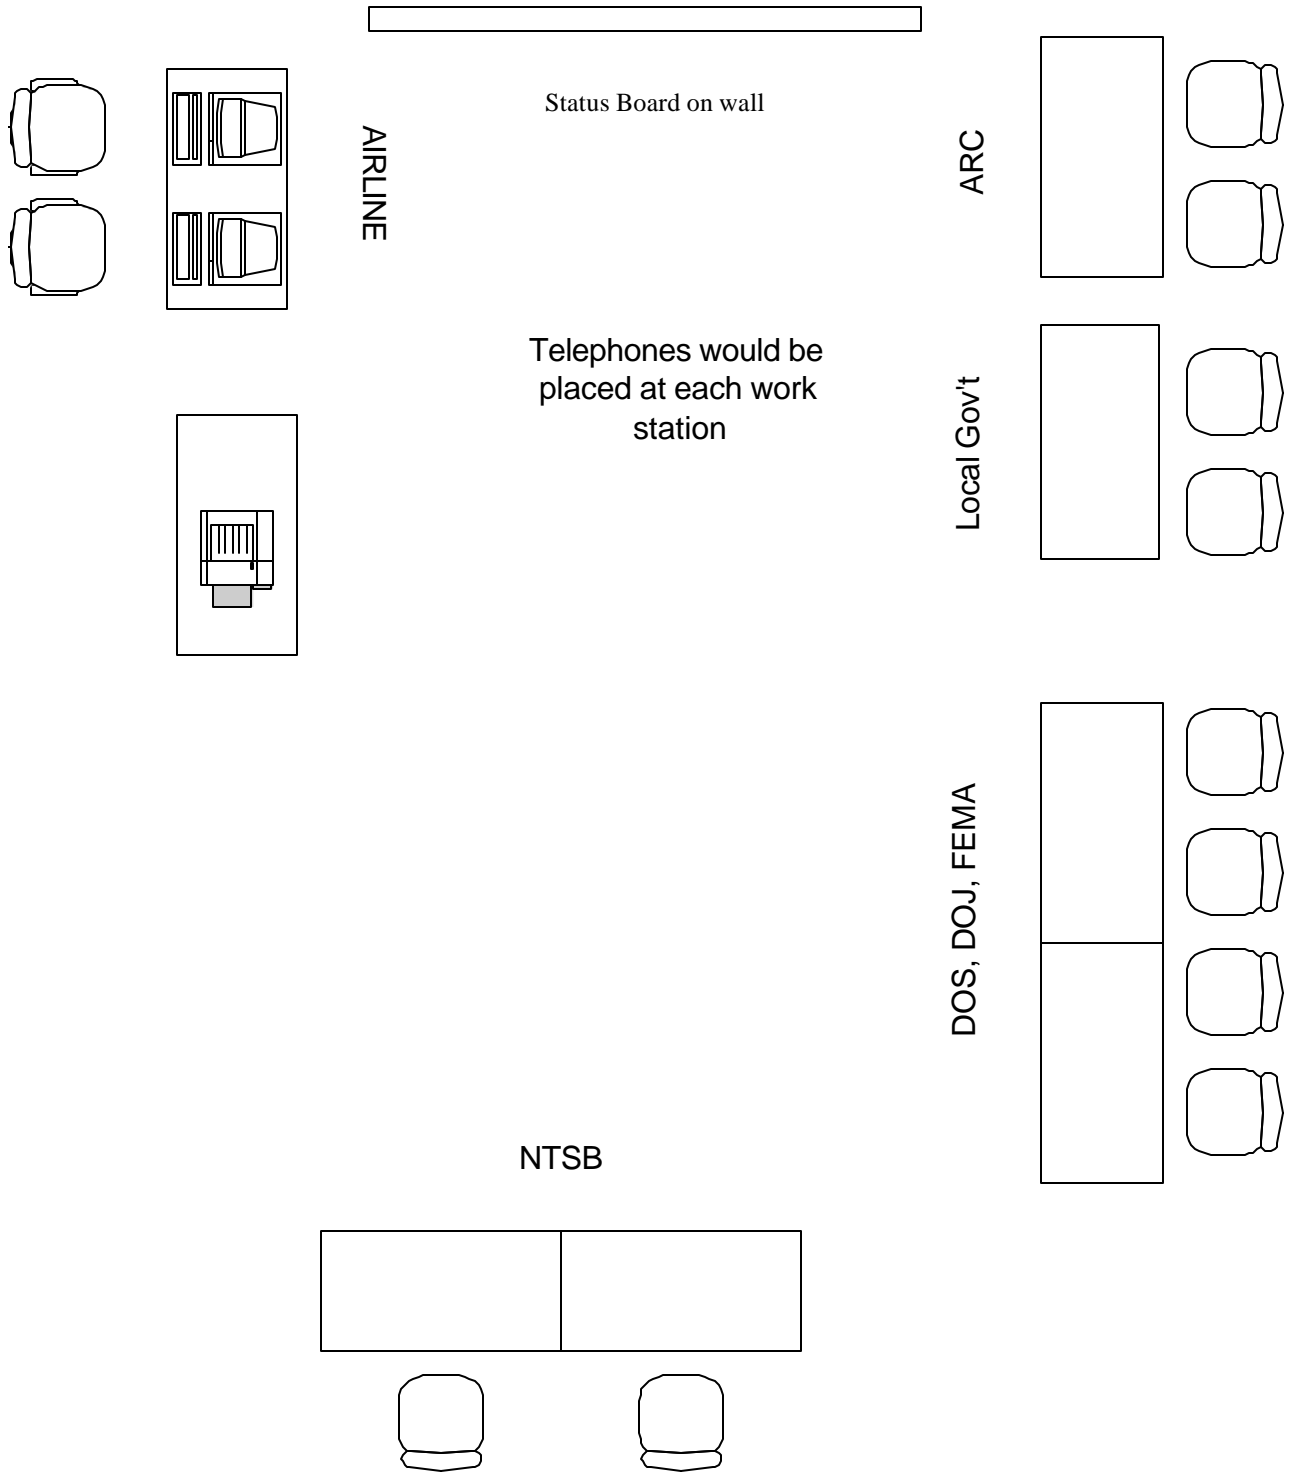 Status Board on wall
AIRLINE
ARC
Telephones would be
placed at each work
station
Local Gov't
DOS, DOJ, FEMA
NTSB